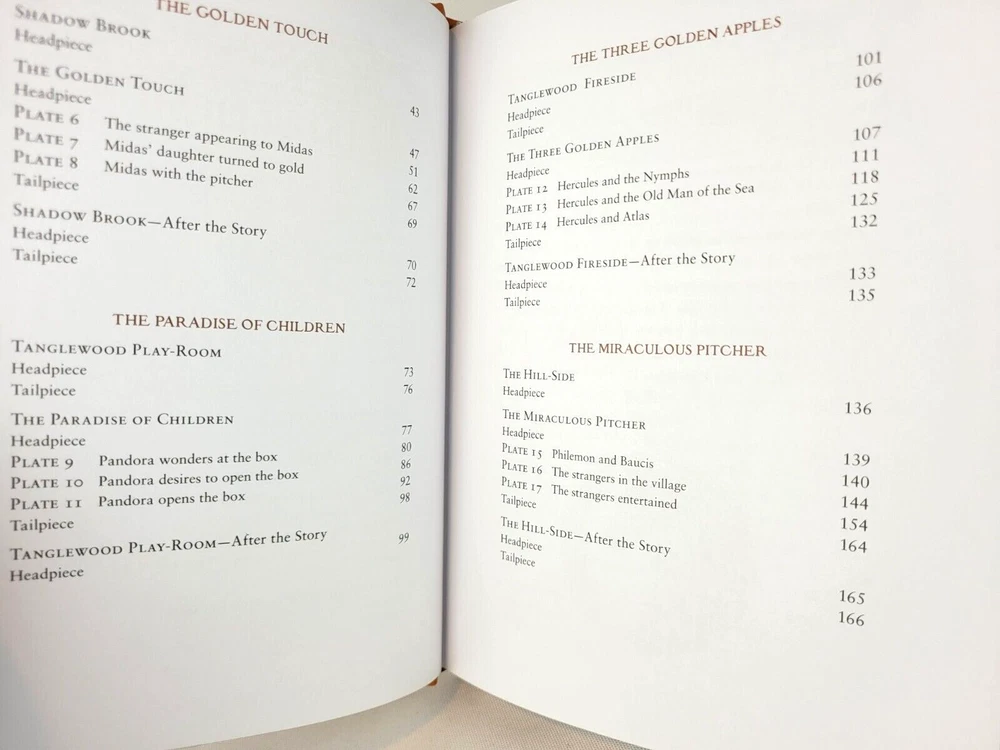 THE GOLDEN TOUCH
SHADOW BROOK
Headpiece 43
THE GOLDEN TOUCH
Headpiece 47
PLATE 6 The stranger appearing to Midas 51
PLATE 7 Midas' daughter turned to gold 62
PLATE 8 Midas with the pitcher 67
Tailpiece 69
SHADOW BROOK—After the Story
Headpiece 70
Tailpiece 72
THE PARADISE OF CHILDREN
TANGLEWOOD PLAY-ROOM
Headpiece 73
Tailpiece 76
THE PARADISE OF CHILDREN
Headpiece 77
PLATE 9 Pandora wonders at the box 80
PLATE 10 Pandora desires to open the box 86
PLATE 11 Pandora opens the box 92
Tailpiece 98
TANGLEWOOD PLAY-ROOM—After the Story
Headpiece 99
THE THREE GOLDEN APPLES
TANGLEWOOD FIRESIDE
Headpiece 101
Tailpiece 106
THE THREE GOLDEN APPLES
Headpiece 107
PLATE 12 Hercules and the Nymphs 111
PLATE 13 Hercules and the Old Man of the Sea 118
PLATE 14 Hercules and Atlas 125
Tailpiece 132
TANGLEWOOD FIRESIDE—After the Story
Headpiece 133
Tailpiece 135
THE MIRACULOUS PITCHER
THE HILL-SIDE
Headpiece 136
THE MIRACULOUS PITCHER
Headpiece 139
PLATE 15 Philemon and Baucis 140
PLATE 16 The strangers in the village 144
PLATE 17 The strangers entertained 154
Tailpiece 164
THE HILL-SIDE—After the Story
Headpiece 165
Tailpiece 166